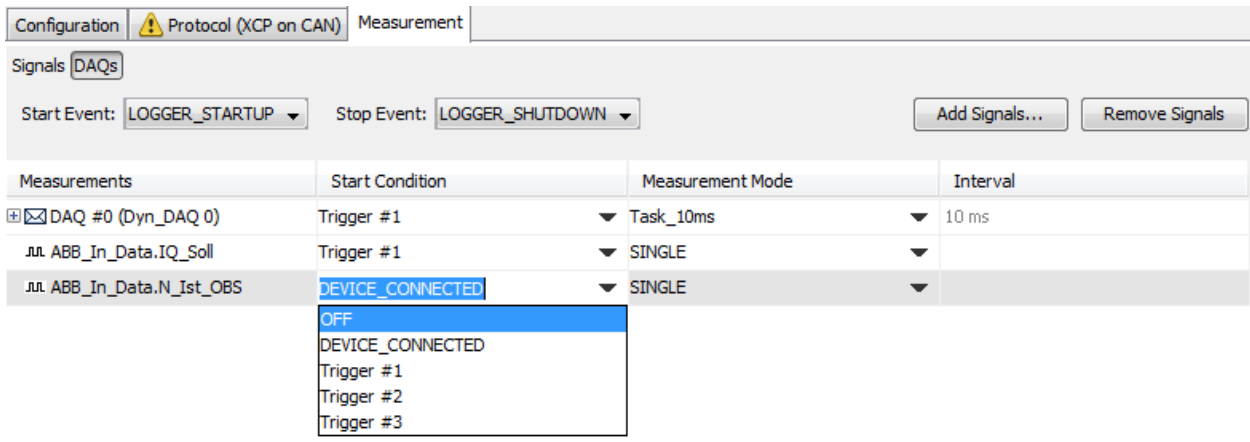 Configuration Protocol (XCP on CAN) Measurement
Signals DAQs
Start Event: LOGGER_STARTUP Stop Event: LOGGER_SHUTDOWN Add Signals... Remove Signals
Measurements Start Condition Measurement Mode Interval
DAQ #0 (Dyn_DAQ 0) Trigger #1 Task_10ms 10 ms
ABB_In_Data.IQ_Soll Trigger #1 SINGLE
ABB_In_Data.N_Ist_OBS DEVICE_CONNECTED SINGLE
OFF
DEVICE_CONNECTED
Trigger #1
Trigger #2
Trigger #3